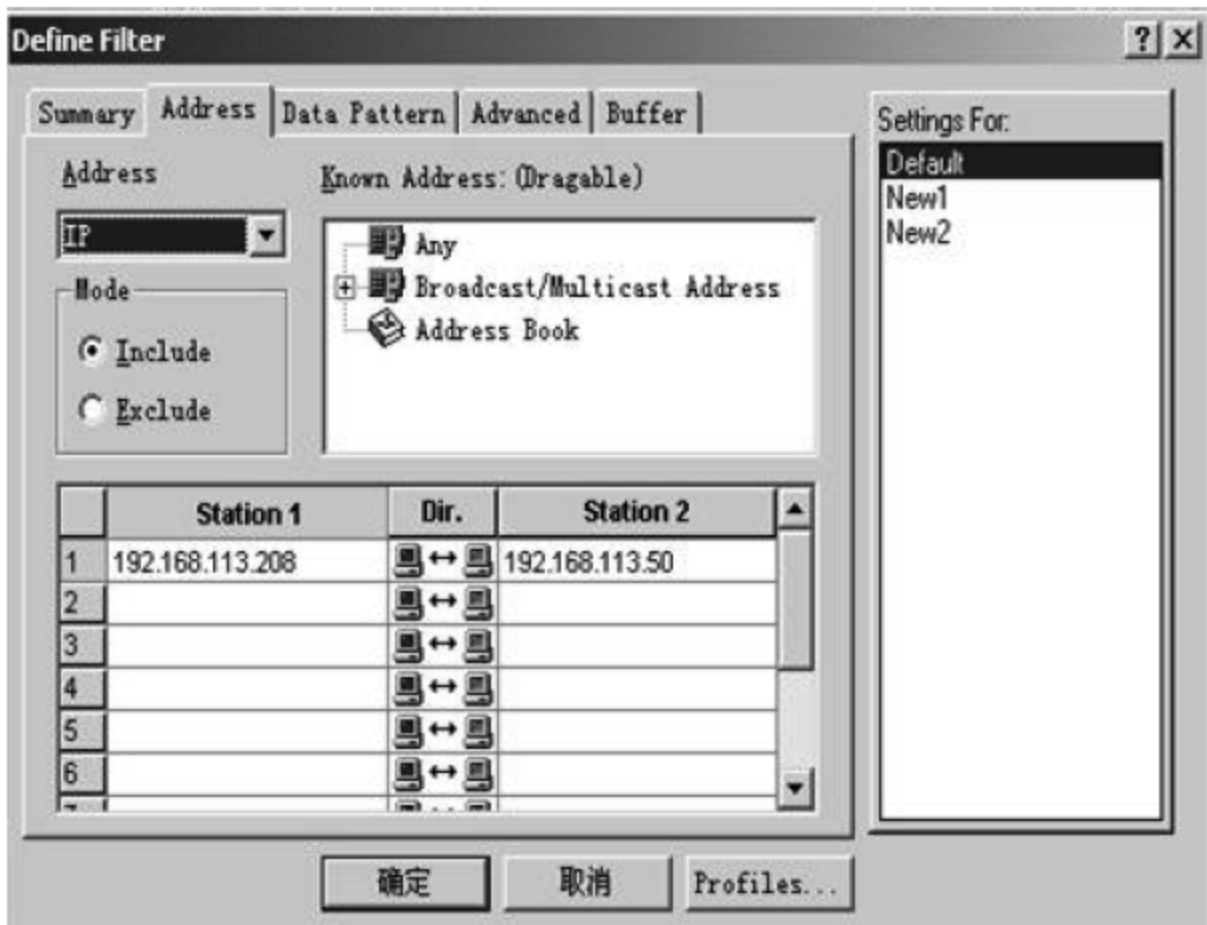 Define Filter
Summary Address Data Pattern Advanced Buffer
Address
IP
Mode
Include
Exclude
Known Address: (Dragable)
Any
Broadcast/Multicast Address
Address Book
Station 1 Dir. Station 2
1 192.168.113.208 192.168.113.50
2
3
4
5
6
确定 取消 Profiles...
Settings For:
Default
New1
New2